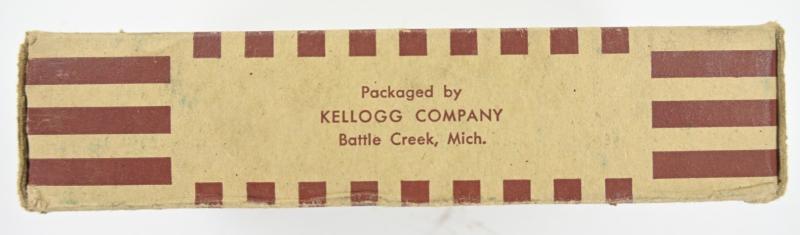 Packaged by
KELLOGG COMPANY
Battle Creek, Mich.